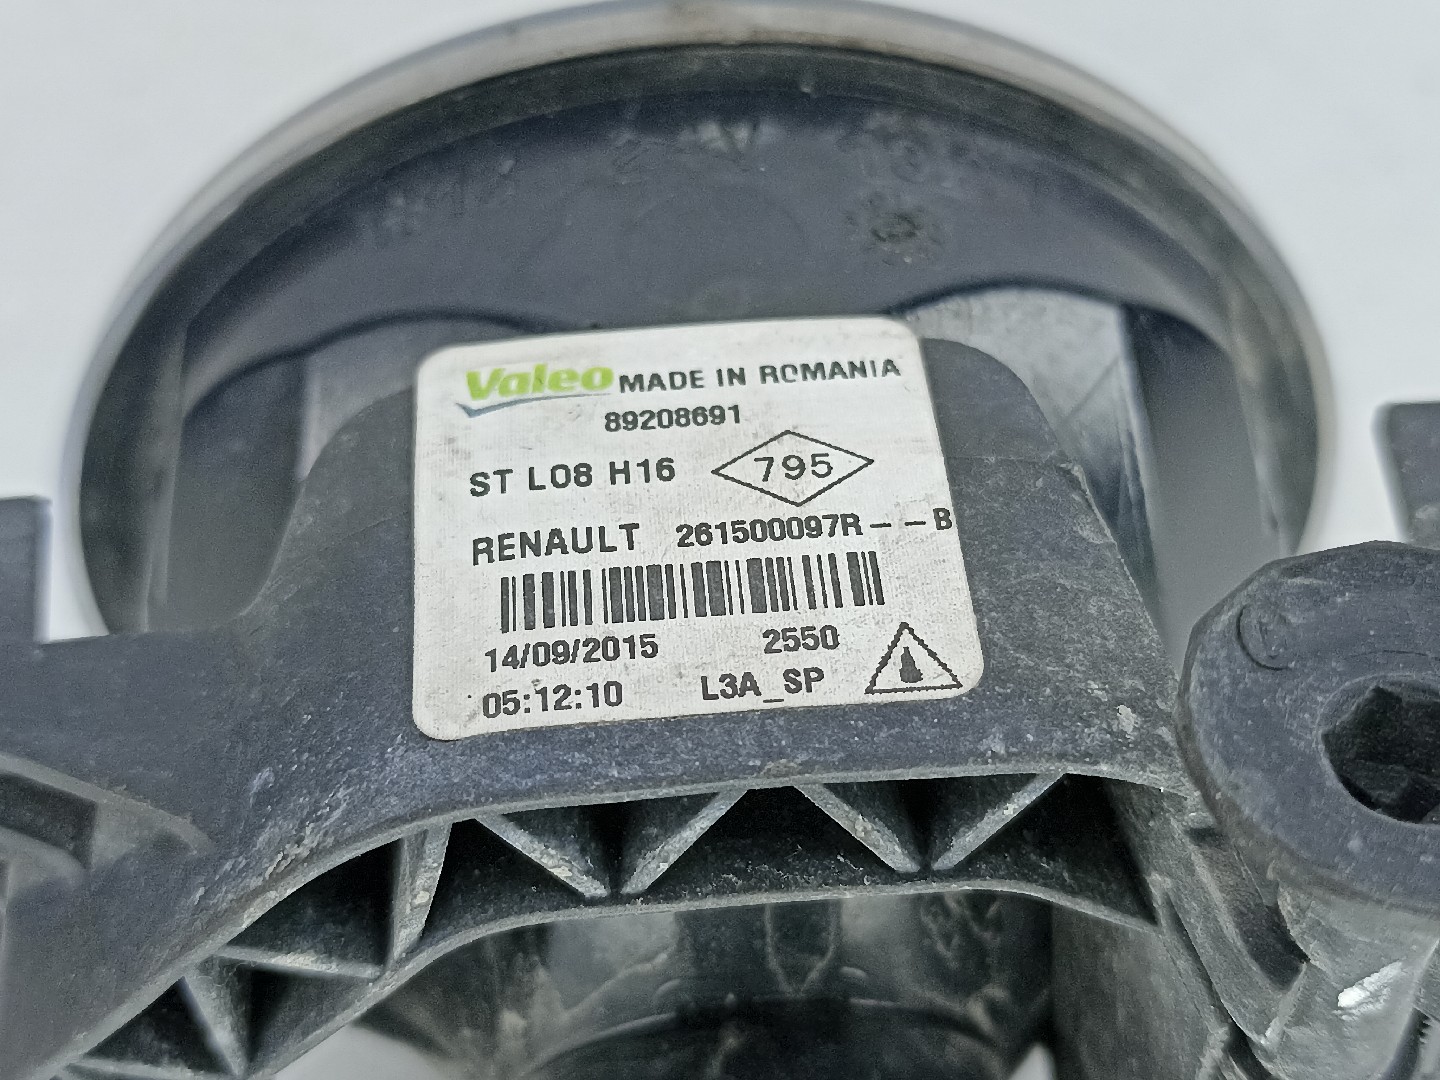 Valeo MADE IN ROMANIA
89208691
ST L08 H16 795
RENAULT 261500097R--B
14/09/2015 2550
05:12:10 L3A_SP